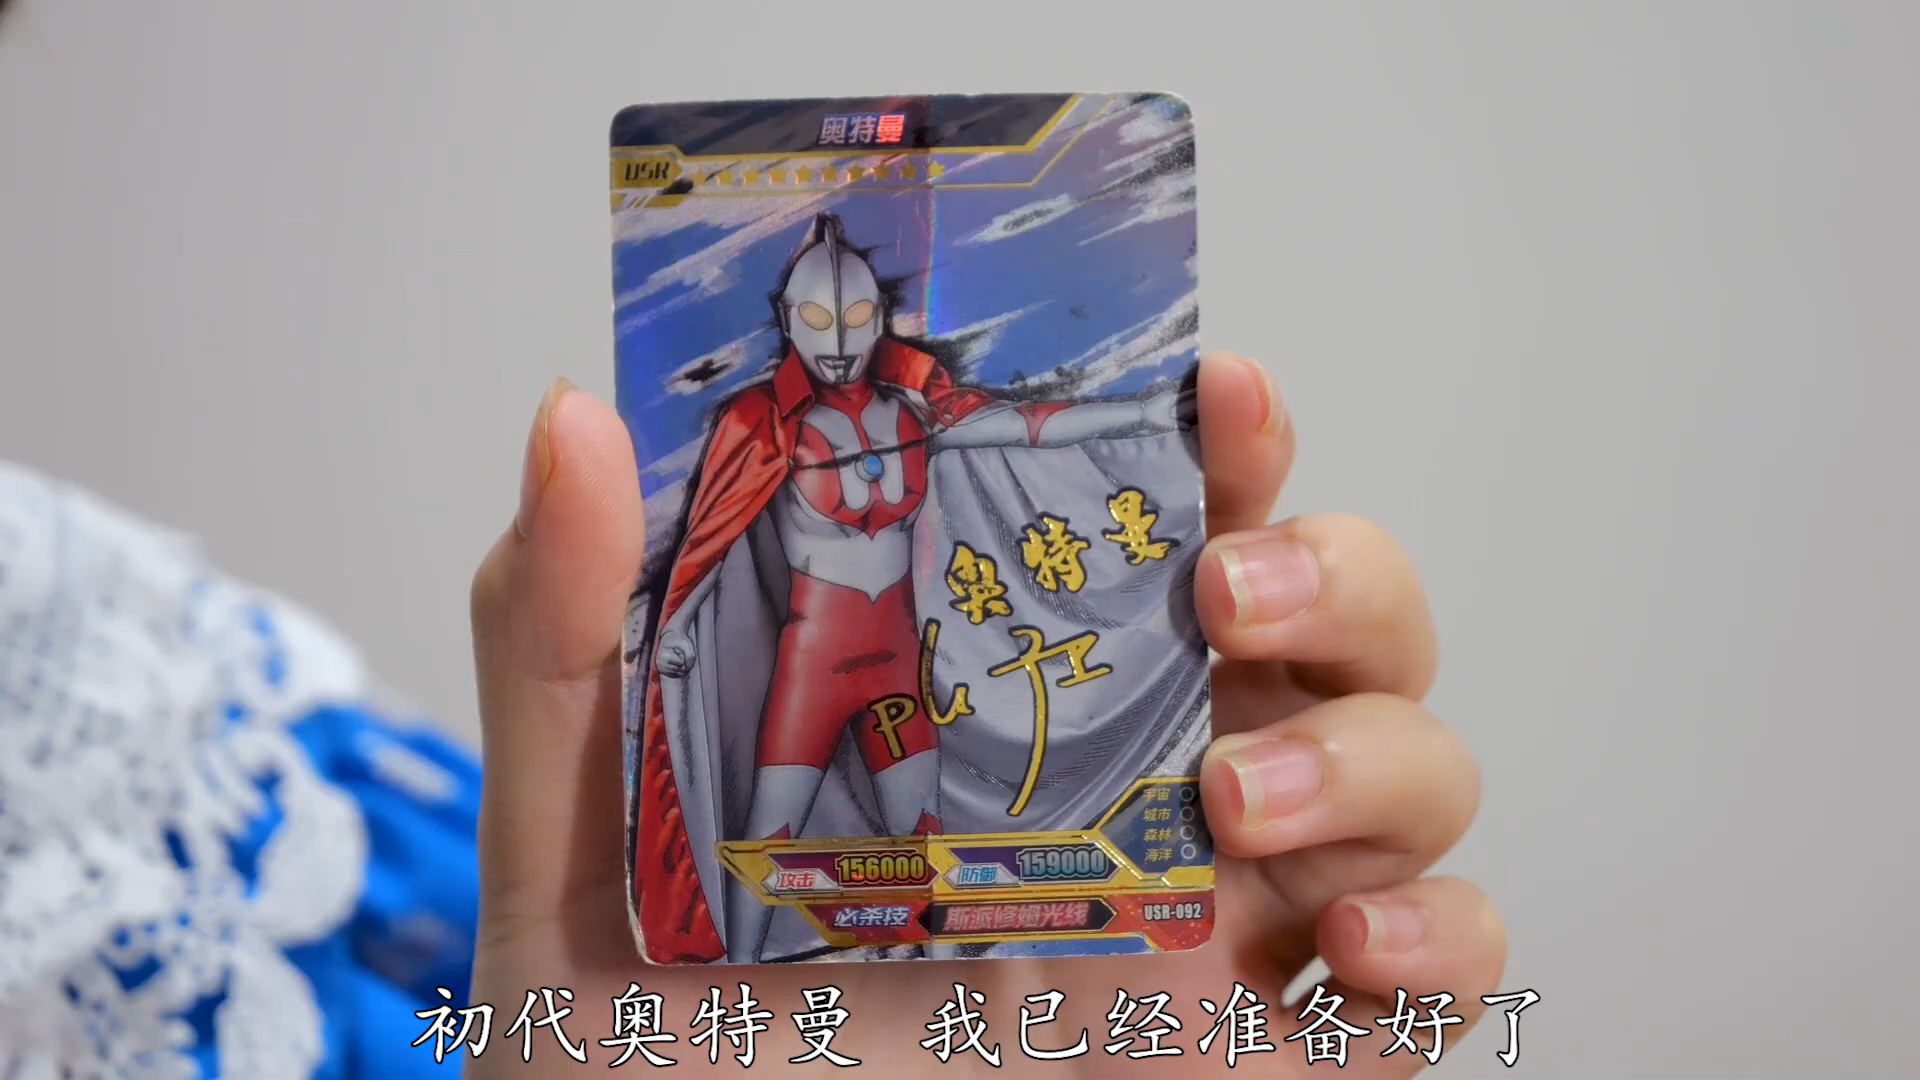 奥特曼
USR
奥特曼
宇宙
城市
森林
海洋
攻击 156000 防御 159000
必杀技 斯派修姆光线 USR-092
初代奥特曼 我已经准备好了